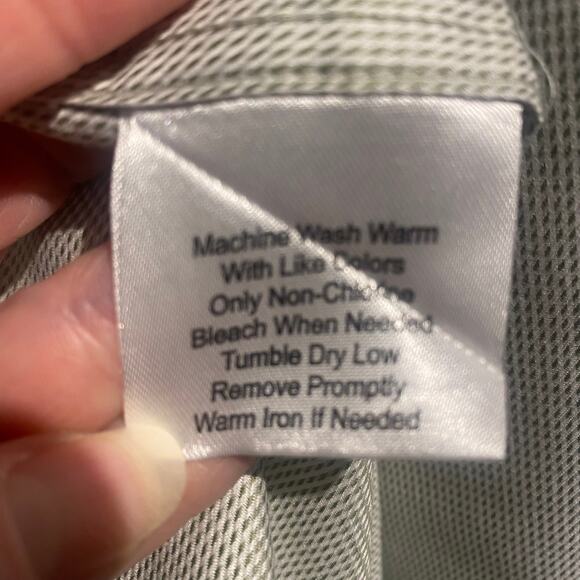 Machine Wash Warm
With Like Colors
Only Non-Chlorine
Bleach When Needed
Tumble Dry Low
Remove Promptly
Warm Iron If Needed